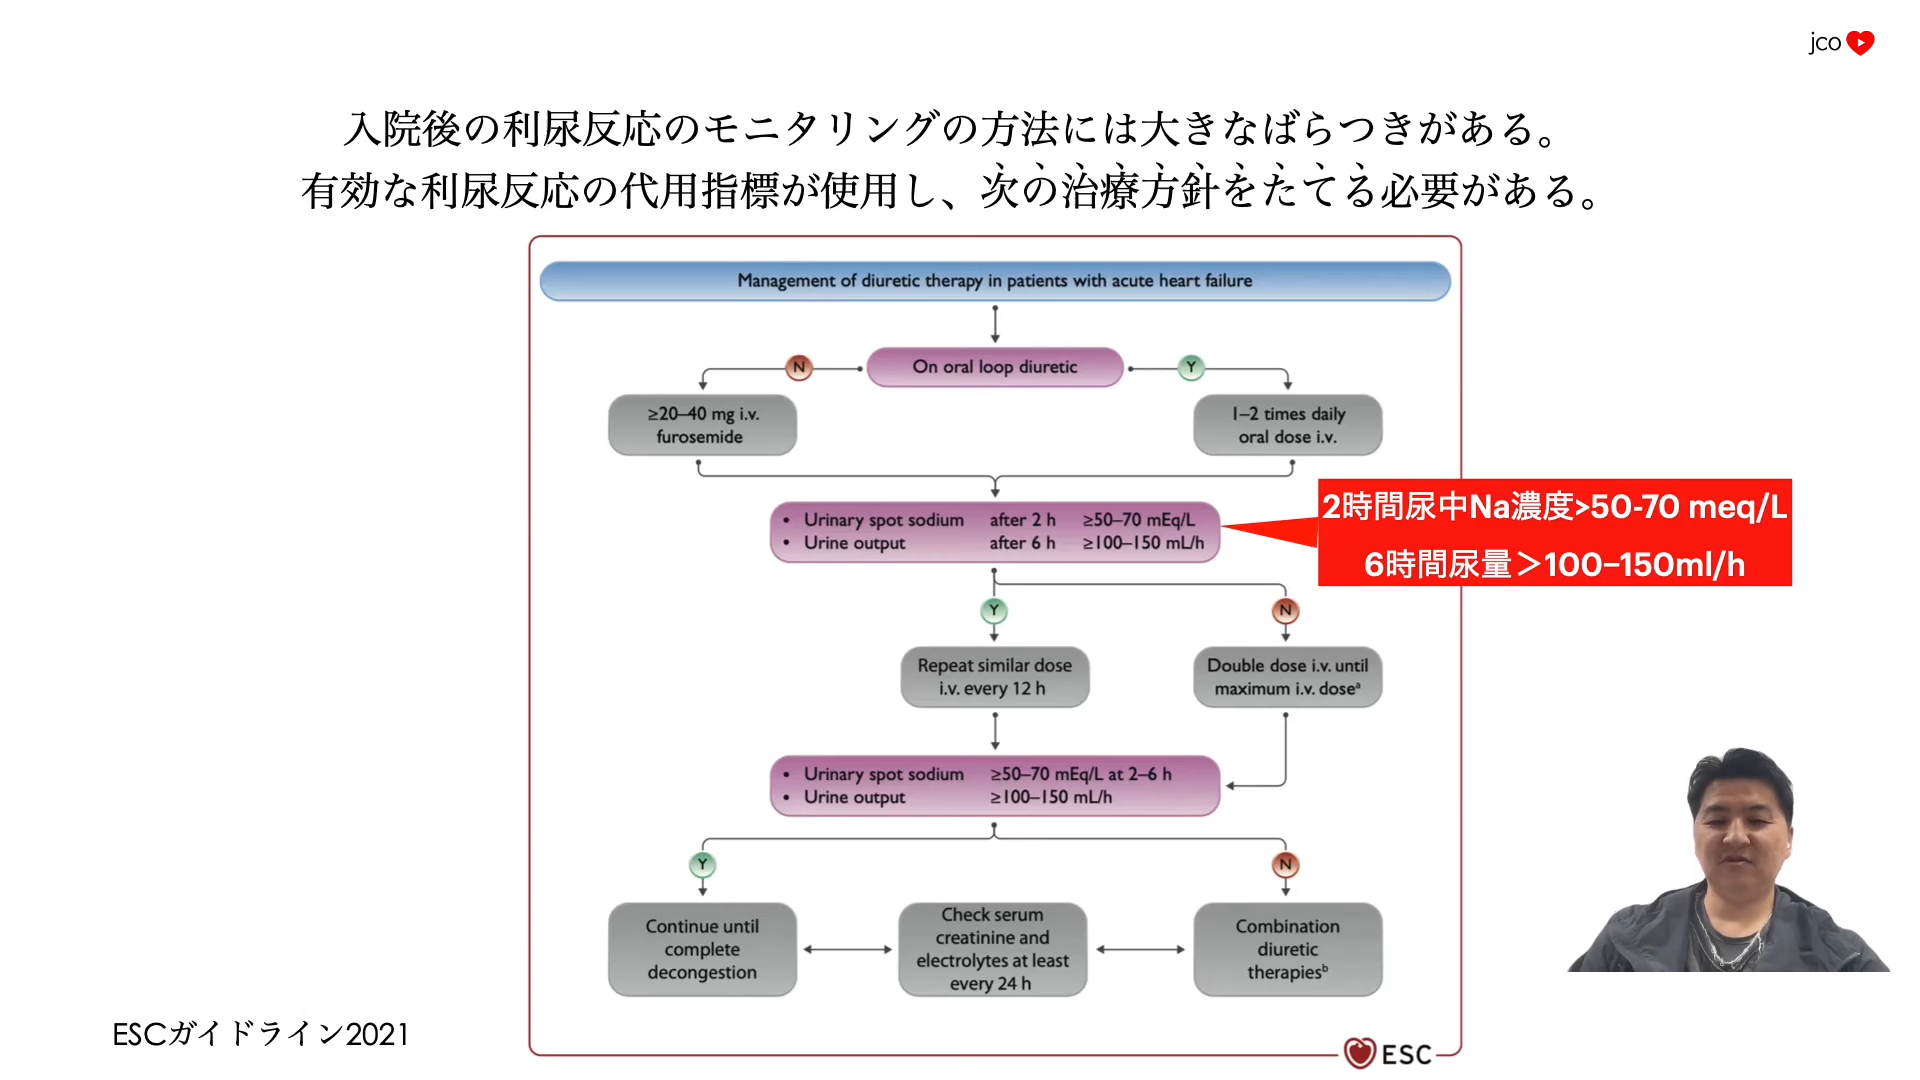 jco
入院後の利尿反応のモニタリングの方法には大きなばらつきがある。
有効な利尿反応の代用指標が使用し、次の治療方針をたてる必要がある。
Management of diuretic therapy in patients with acute heart failure
N
On oral loop diuretic
Y
≥20–40 mg i.v.
furosemide
1–2 times daily
oral dose i.v.
• Urinary spot sodium after 2 h ≥50–70 mEq/L
• Urine output after 6 h ≥100–150 mL/h
2時間尿中Na濃度>50-70 meq/L
6時間尿量＞100−150ml/h
Y
N
Repeat similar dose
i.v. every 12 h
Double dose i.v. until
maximum i.v. doseᵃ
• Urinary spot sodium ≥50–70 mEq/L at 2–6 h
• Urine output ≥100–150 mL/h
Y
N
Continue until
complete
decongestion
Check serum
creatinine and
electrolytes at least
every 24 h
Combination
diuretic
therapiesᵇ
ESCガイドライン2021
ESC